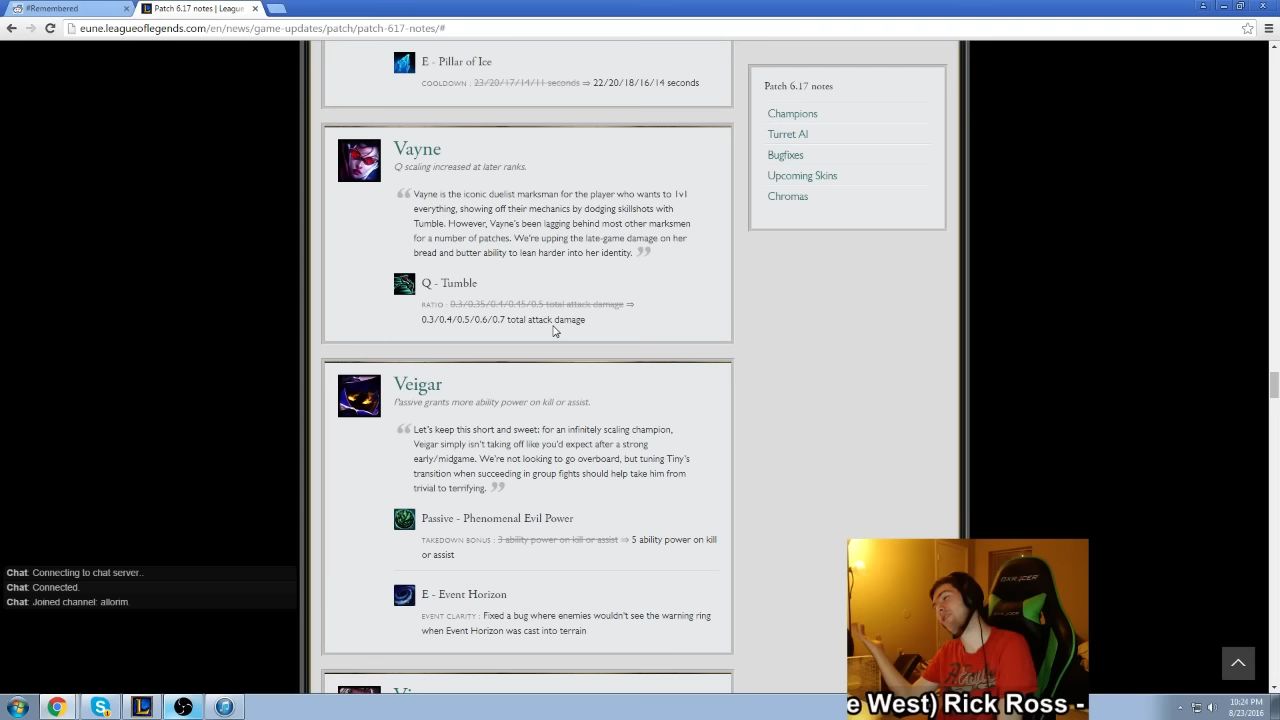 #Remembered
Patch 6.17 notes | Leagu
eune.leagueoflegends.com/en/news/game-updates/patch/patch-617-notes/#
E - Pillar of Ice
COOLDOWN : 23/20/17/14/11 seconds ⇒ 22/20/18/16/14 seconds
Vayne
Q scaling increased at later ranks.
Vayne is the iconic duelist marksman for the player who wants to 1v1
everything, showing off their mechanics by dodging skillshots with
Tumble. However, Vayne's been lagging behind most other marksmen
for a number of patches. We're upping the late-game damage on her
bread and butter ability to lean harder into her identity.
Q - Tumble
RATIO : 0.3/0.35/0.4/0.45/0.5 total attack damage ⇒
0.3/0.4/0.5/0.6/0.7 total attack damage
Veigar
Passive grants more ability power on kill or assist.
Let's keep this short and sweet: for an infinitely scaling champion,
Veigar simply isn't taking off like you'd expect after a strong
early/midgame. We're not looking to go overboard, but tuning Tiny's
transition when succeeding in group fights should help take him from
trivial to terrifying.
Passive - Phenomenal Evil Power
TAKEDOWN BONUS : 3 ability power on kill or assist ⇒ 5 ability power on kill
or assist
E - Event Horizon
EVENT CLARITY : Fixed a bug where enemies wouldn't see the warning ring
when Event Horizon was cast into terrain
Patch 6.17 notes
Champions
Turret AI
Bugfixes
Upcoming Skins
Chromas
Chat: Connecting to chat server..
Chat: Connected.
Chat: Joined channel: allorim
e West) Rick Ross -
10:24 PM
8/23/2016